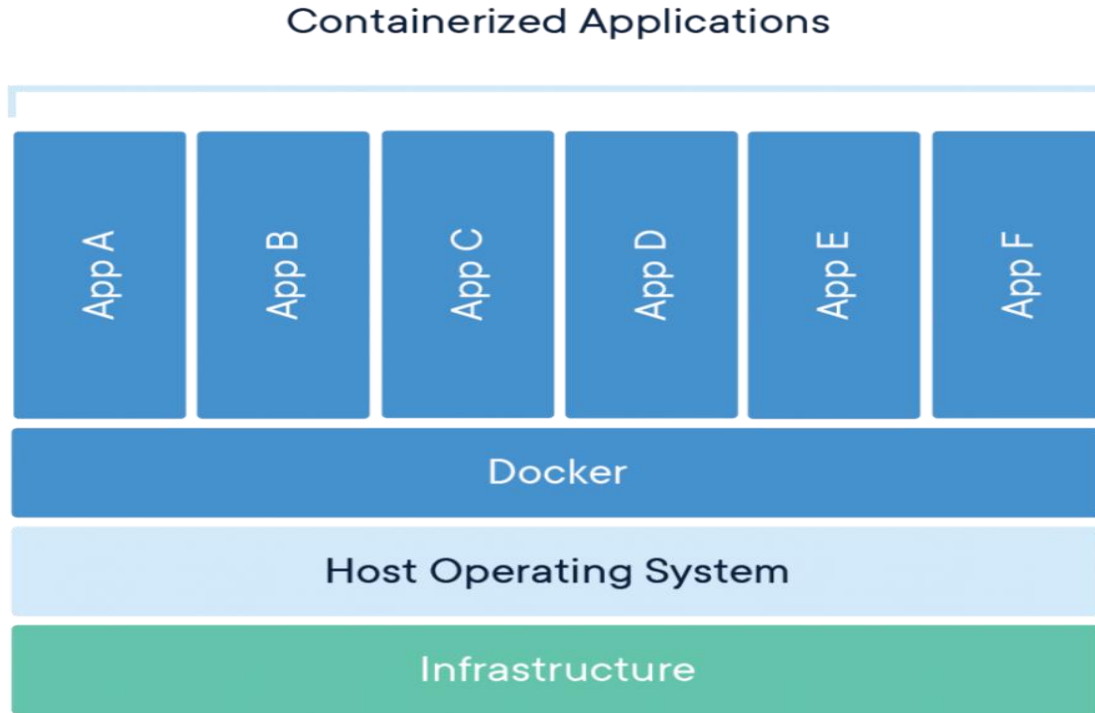 Containerized Applications
App A
App B
App C
App D
App E
App F
Docker
Host Operating System
Infrastructure